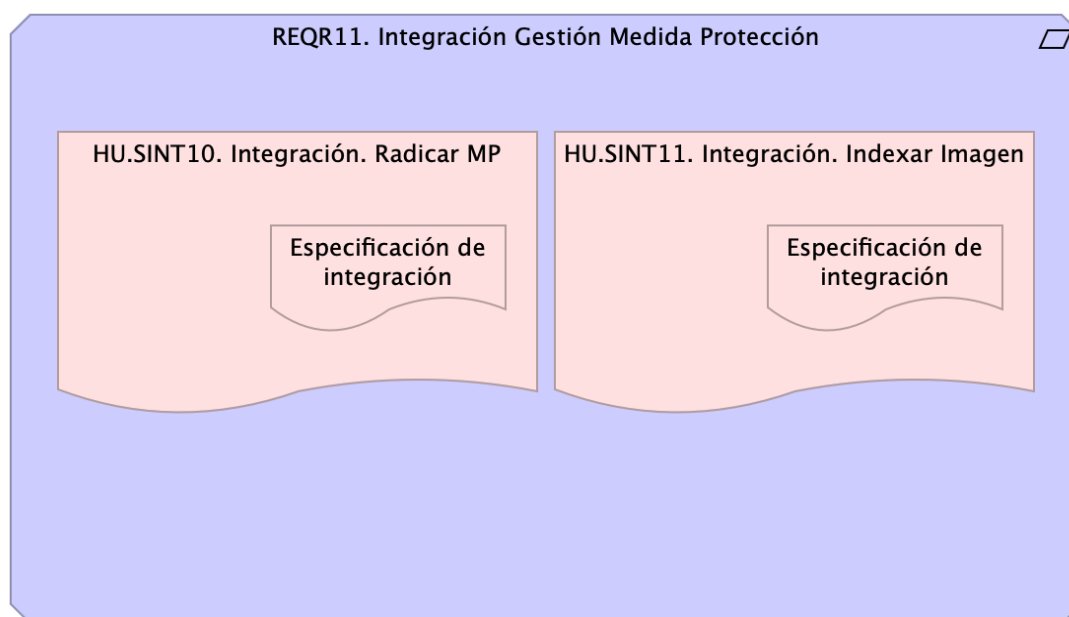 REQR11. Integración Gestión Medida Protección
HU.SINT10. Integración. Radicar MP
Especificación de
integración
HU.SINT11. Integración. Indexar Imagen
Especificación de
integración